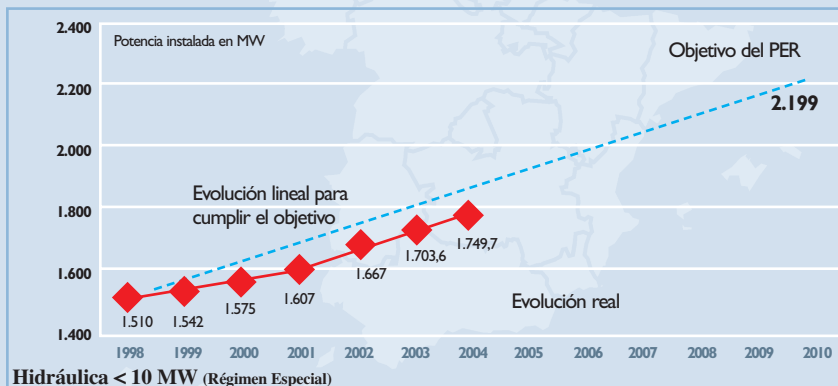 2.400
Potencia instalada en MW
Objetivo del PER
2.200
2.199
2.000
Evolución lineal para
cumplir el objetivo
1.800
1.749,7
1.703,6
1.667
1.600
1.607
1.575
Evolución real
1.510
1.542
1.400
1998 1999 2000 2001 2002 2003 2004 2005 2006 2007 2008 2009 2010
Hidráulica < 10 MW (Régimen Especial)